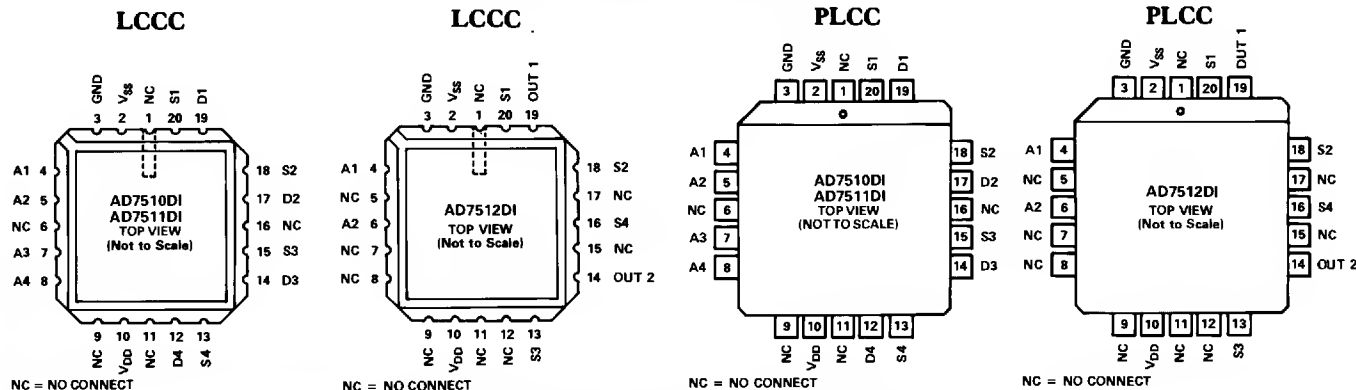 LCCC
GND
VSS
NC
S1
D1
3 2 1 20 19
A1 4
A2 5
NC 6
A3 7
A4 8
AD7510DI
AD7511DI
TOP VIEW
(Not to Scale)
18 S2
17 D2
16 NC
15 S3
14 D3
9 10 11 12 13
NC
VDD
NC
D4
S4
NC = NO CONNECT
LCCC
GND
VSS
NC
S1
OUT 1
3 2 1 20 19
A1 4
NC 5
A2 6
NC 7
NC 8
AD7512DI
TOP VIEW
(Not to Scale)
18 S2
17 NC
16 S4
15 NC
14 OUT 2
9 10 11 12 13
NC
VDD
NC
NC
S3
NC = NO CONNECT
PLCC
GND
VSS
NC
S1
D1
3 2 1 20 19
A1 4
A2 5
NC 6
A3 7
A4 8
AD7510DI
AD7511DI
TOP VIEW
(NOT TO SCALE)
18 S2
17 D2
16 NC
15 S3
14 D3
9 10 11 12 13
NC
VDD
NC
D4
S4
NC = NO CONNECT
PLCC
GND
VSS
NC
S1
DUT 1
3 2 1 20 19
A1 4
NC 5
A2 6
NC 7
NC 8
AD7512DI
TOP VIEW
(Not to Scale)
18 S2
17 NC
16 S4
15 NC
14 OUT 2
9 10 11 12 13
NC
VDD
NC
NC
S3
NC = NO CONNECT